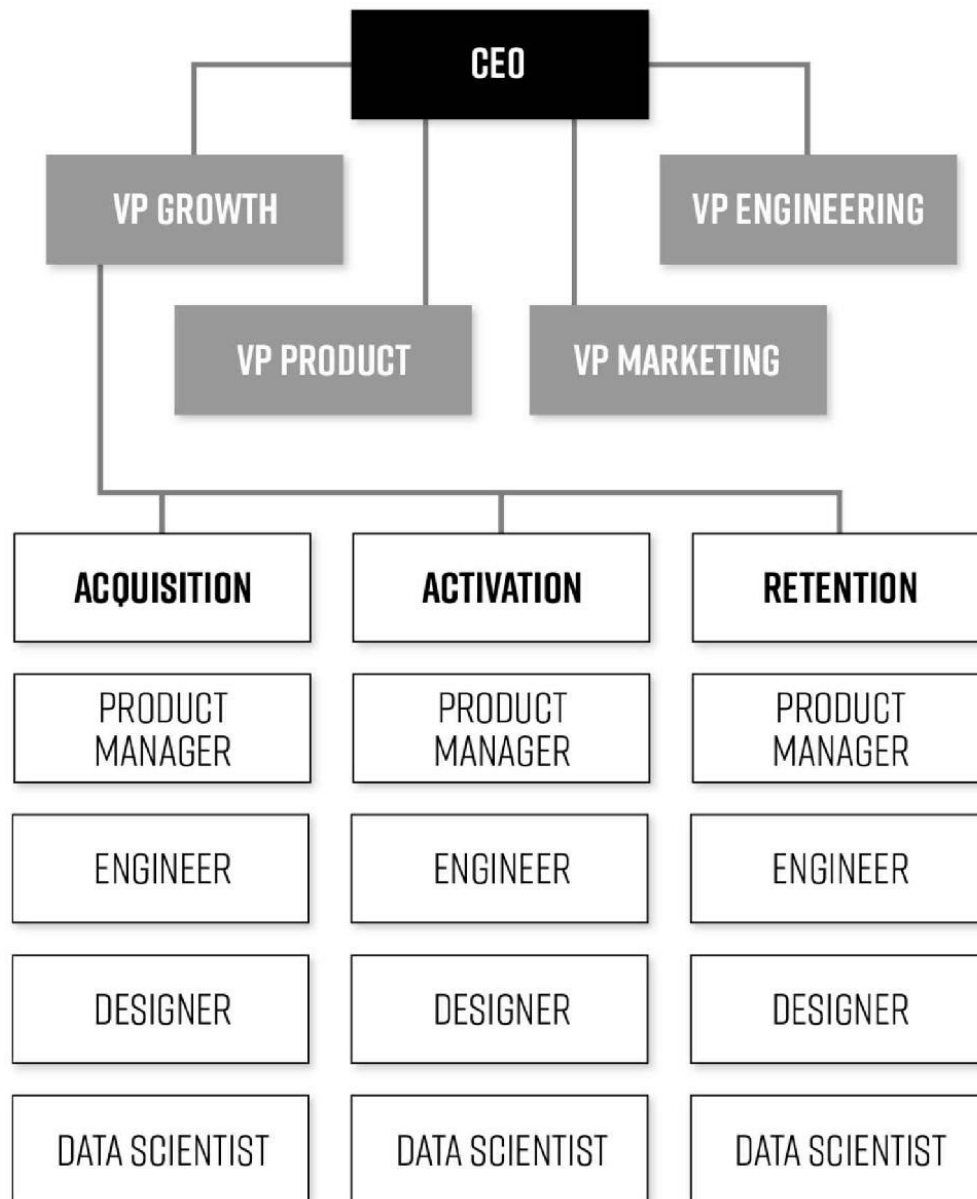 CEO
VP GROWTH
VP ENGINEERING
VP PRODUCT
VP MARKETING
ACQUISITION
ACTIVATION
RETENTION
PRODUCT
MANAGER
PRODUCT
MANAGER
PRODUCT
MANAGER
ENGINEER
ENGINEER
ENGINEER
DESIGNER
DESIGNER
DESIGNER
DATA SCIENTIST
DATA SCIENTIST
DATA SCIENTIST